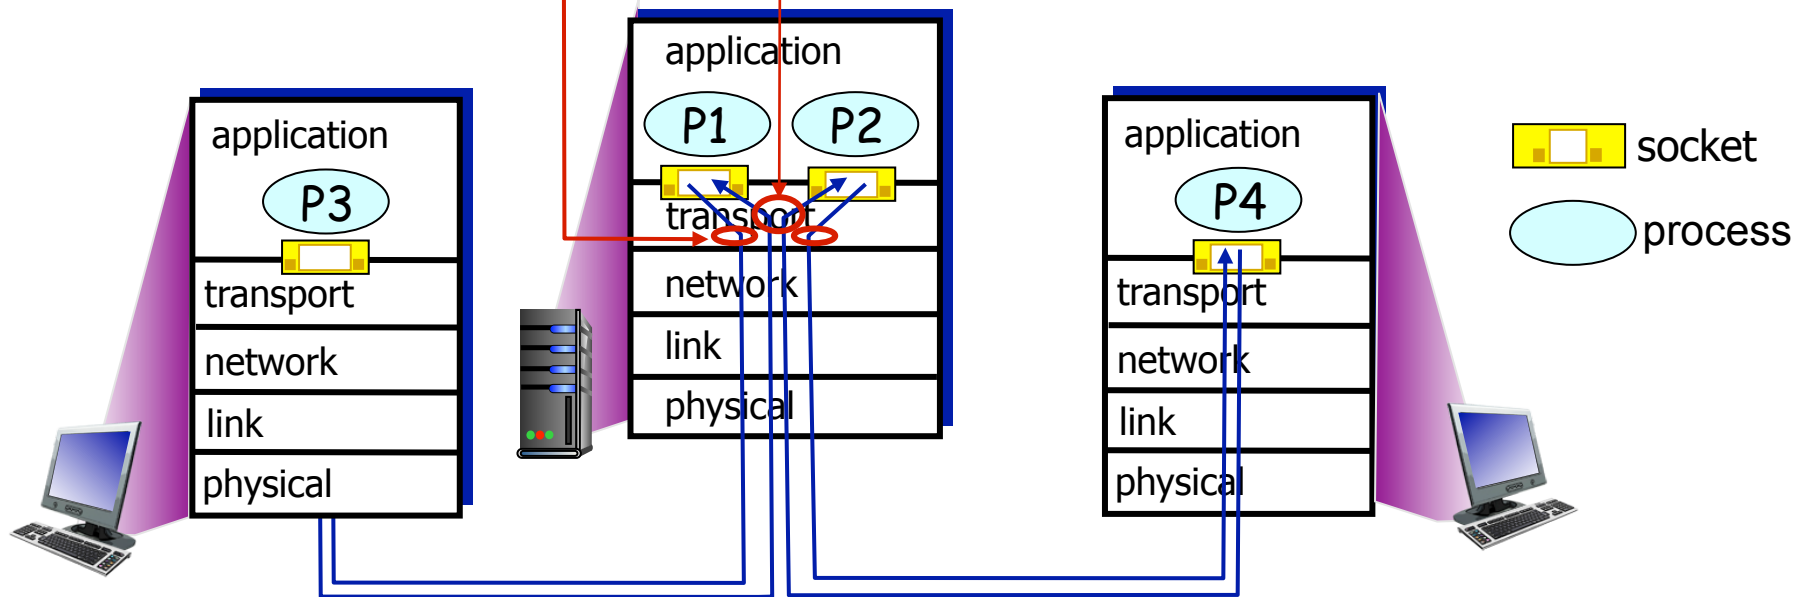 application
P3
transport
network
link
physical
application
P1
P2
transport
network
link
physical
application
P4
transport
network
link
physical
socket
process